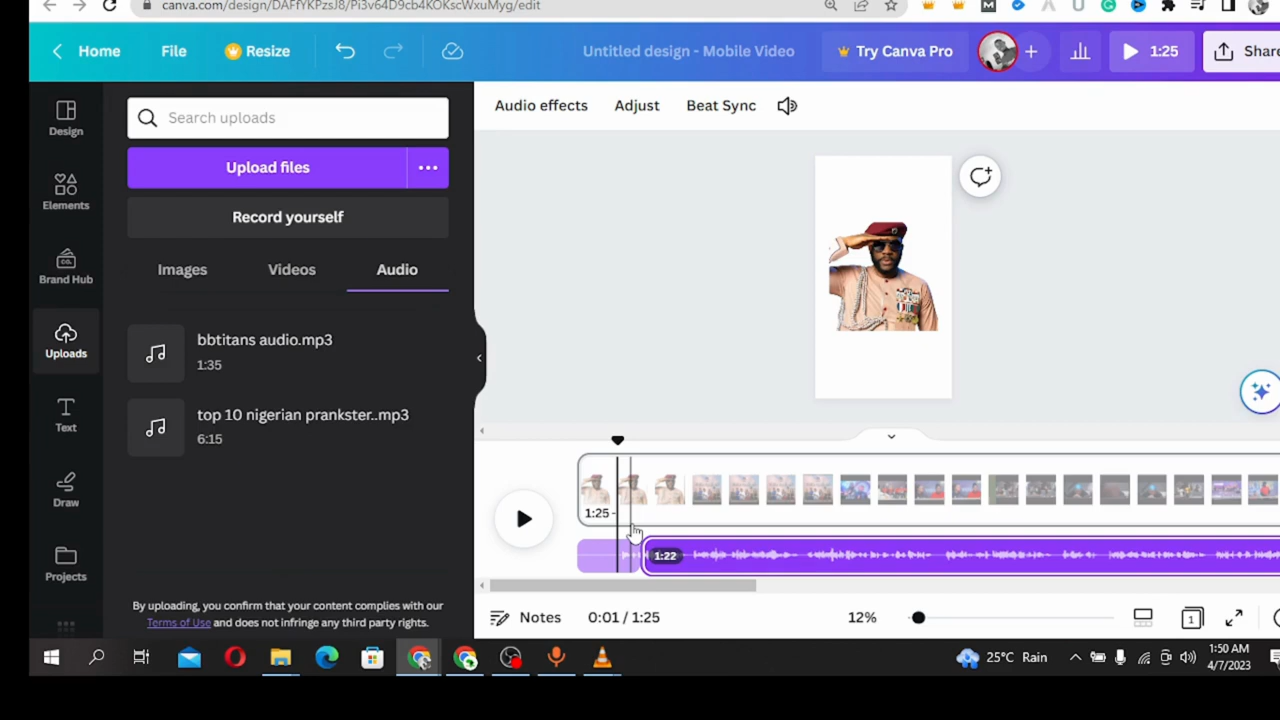 canva.com/design/DAFfYKPzsJ8/Pi3v64D9cb4KOKscWxuMyg/edit
Home
File
Resize
Untitled design - Mobile Video
Try Canva Pro
1:25
Share
Design
Elements
Brand Hub
CO.
Uploads
Text
Draw
Projects
Search uploads
Upload files
Record yourself
Images
Videos
Audio
bbtitans audio.mp3
1:35
top 10 nigerian prankster..mp3
6:15
By uploading, you confirm that your content complies with our
Terms of Use and does not infringe any third party rights.
Audio effects
Adjust
Beat Sync
1:25
1:22
Notes
0:01 / 1:25
12%
1
25°C Rain
1:50 AM
4/7/2023